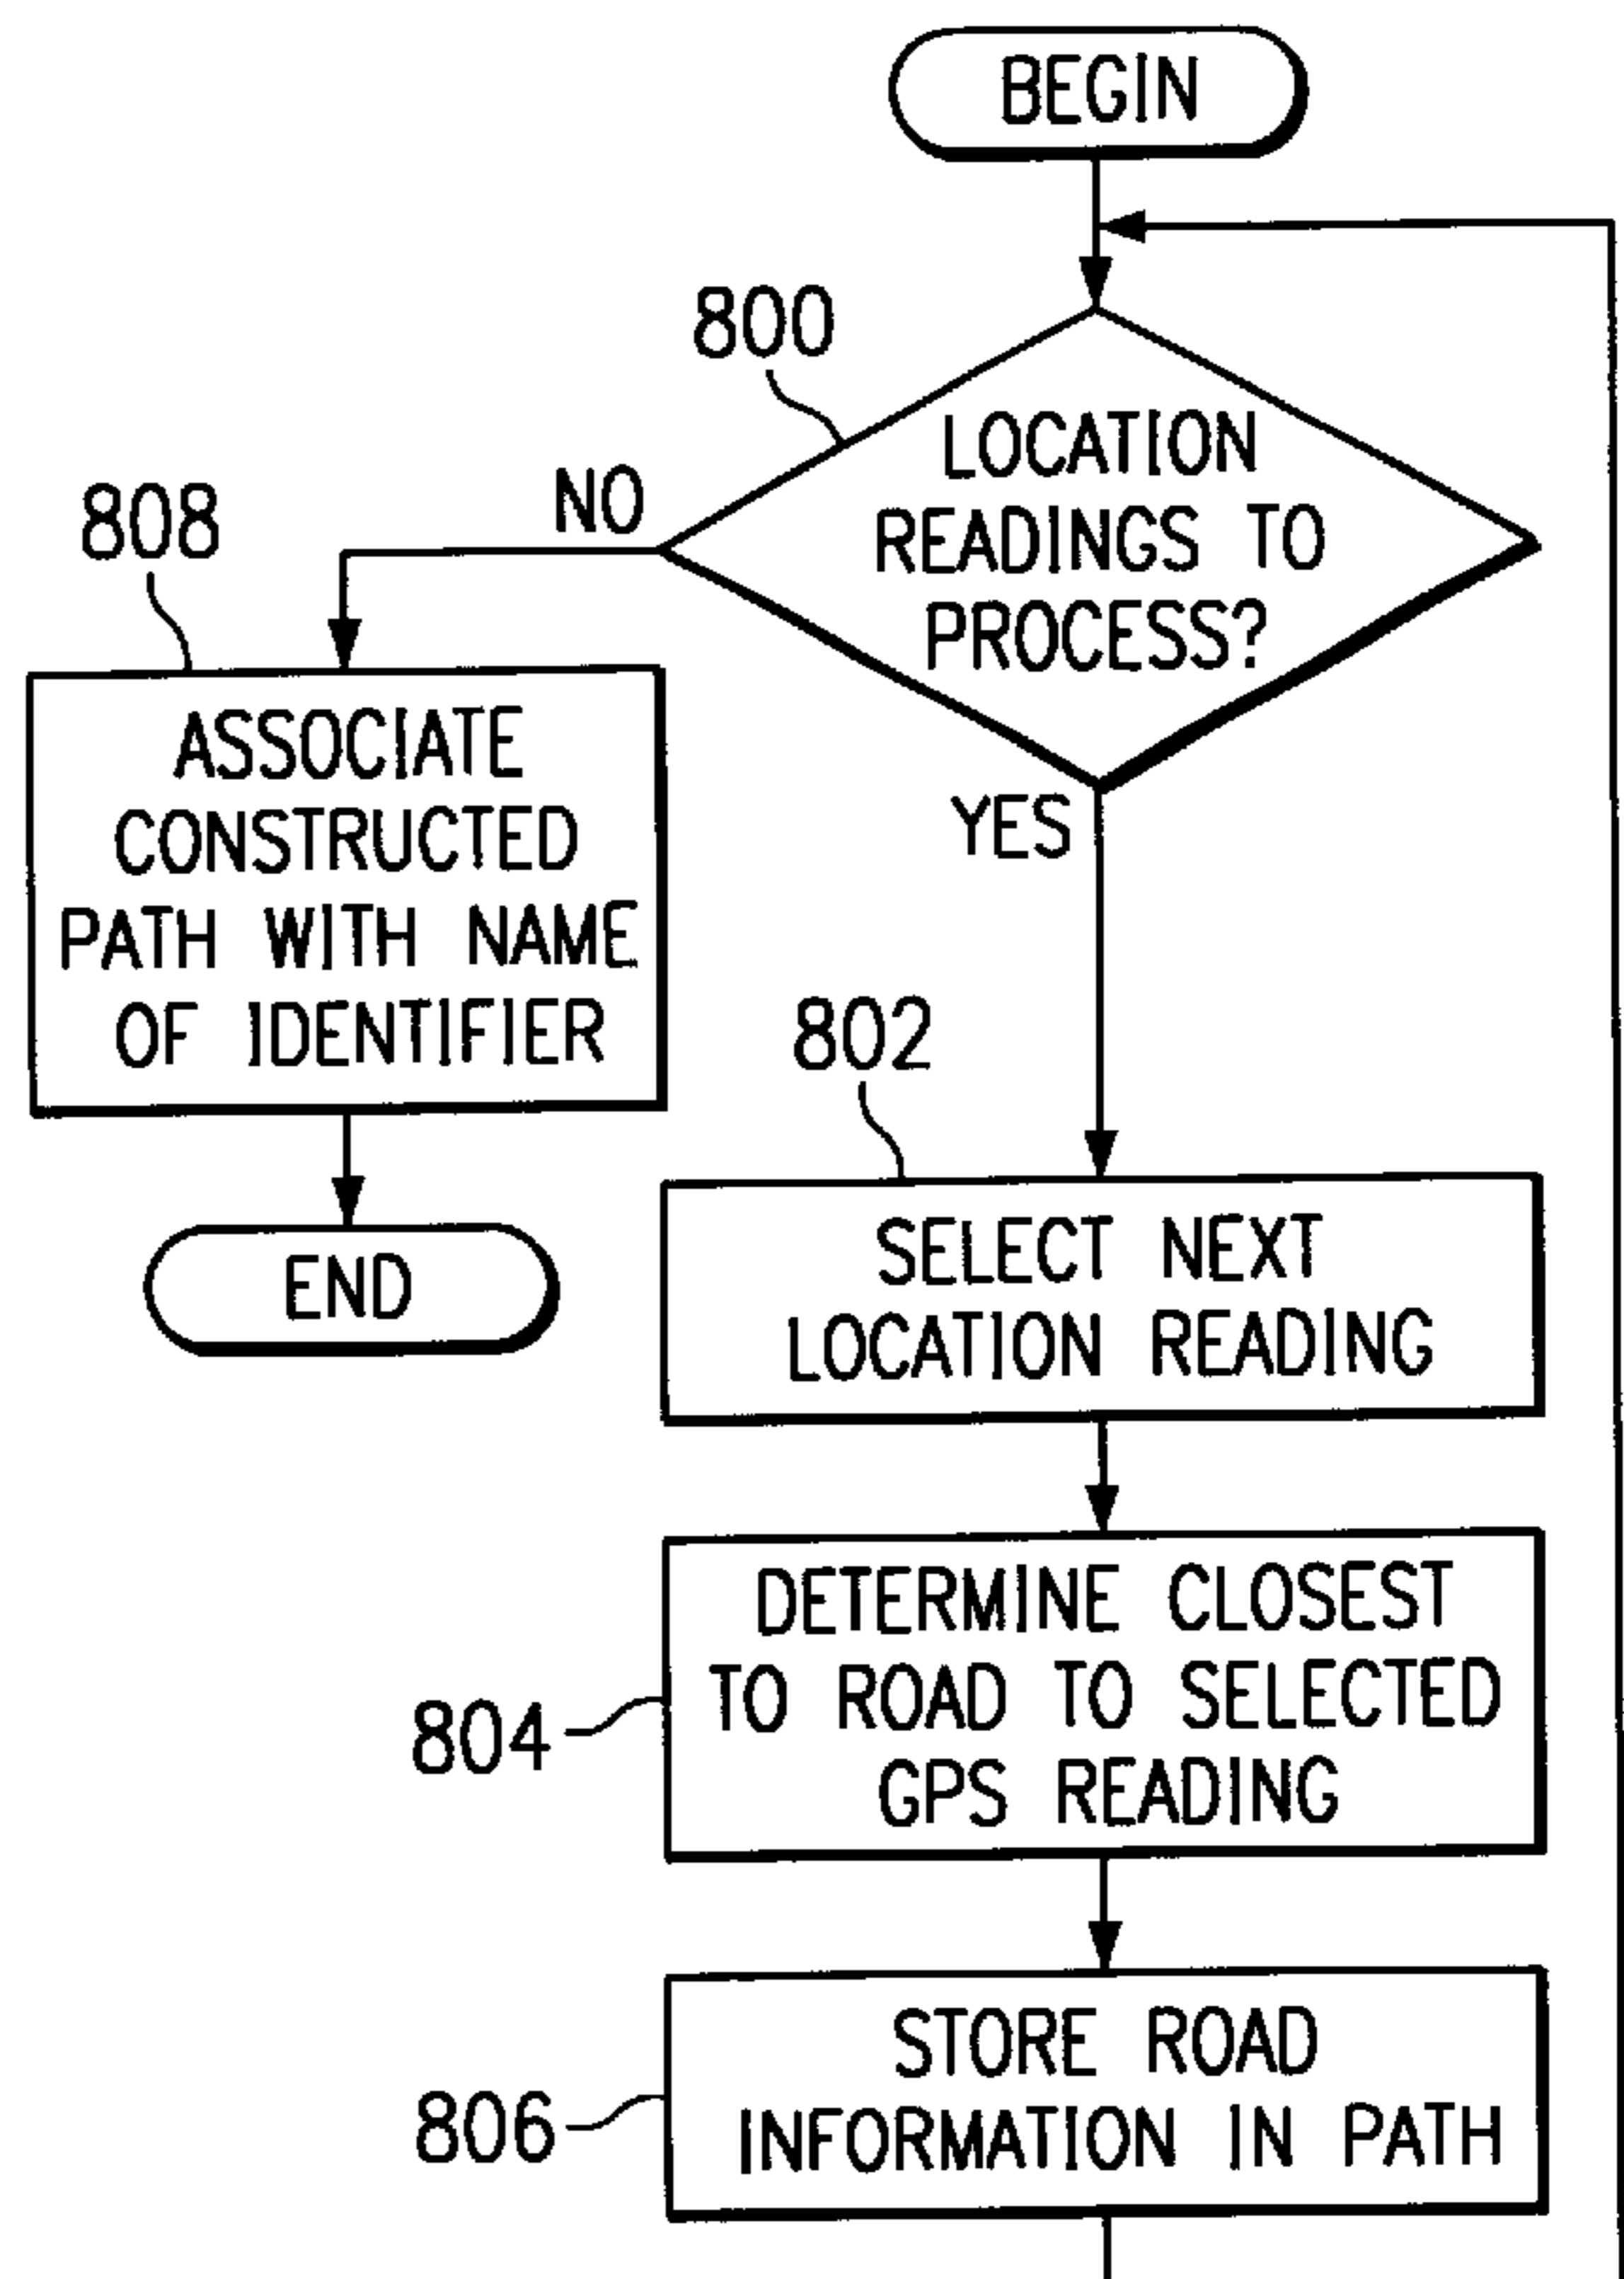 BEGIN
800
LOCATION
READINGS TO
PROCESS?
NO
YES
808
ASSOCIATE
CONSTRUCTED
PATH WITH NAME
OF IDENTIFIER
END
802
SELECT NEXT
LOCATION READING
804
DETERMINE CLOSEST
TO ROAD TO SELECTED
GPS READING
806
STORE ROAD
INFORMATION IN PATH